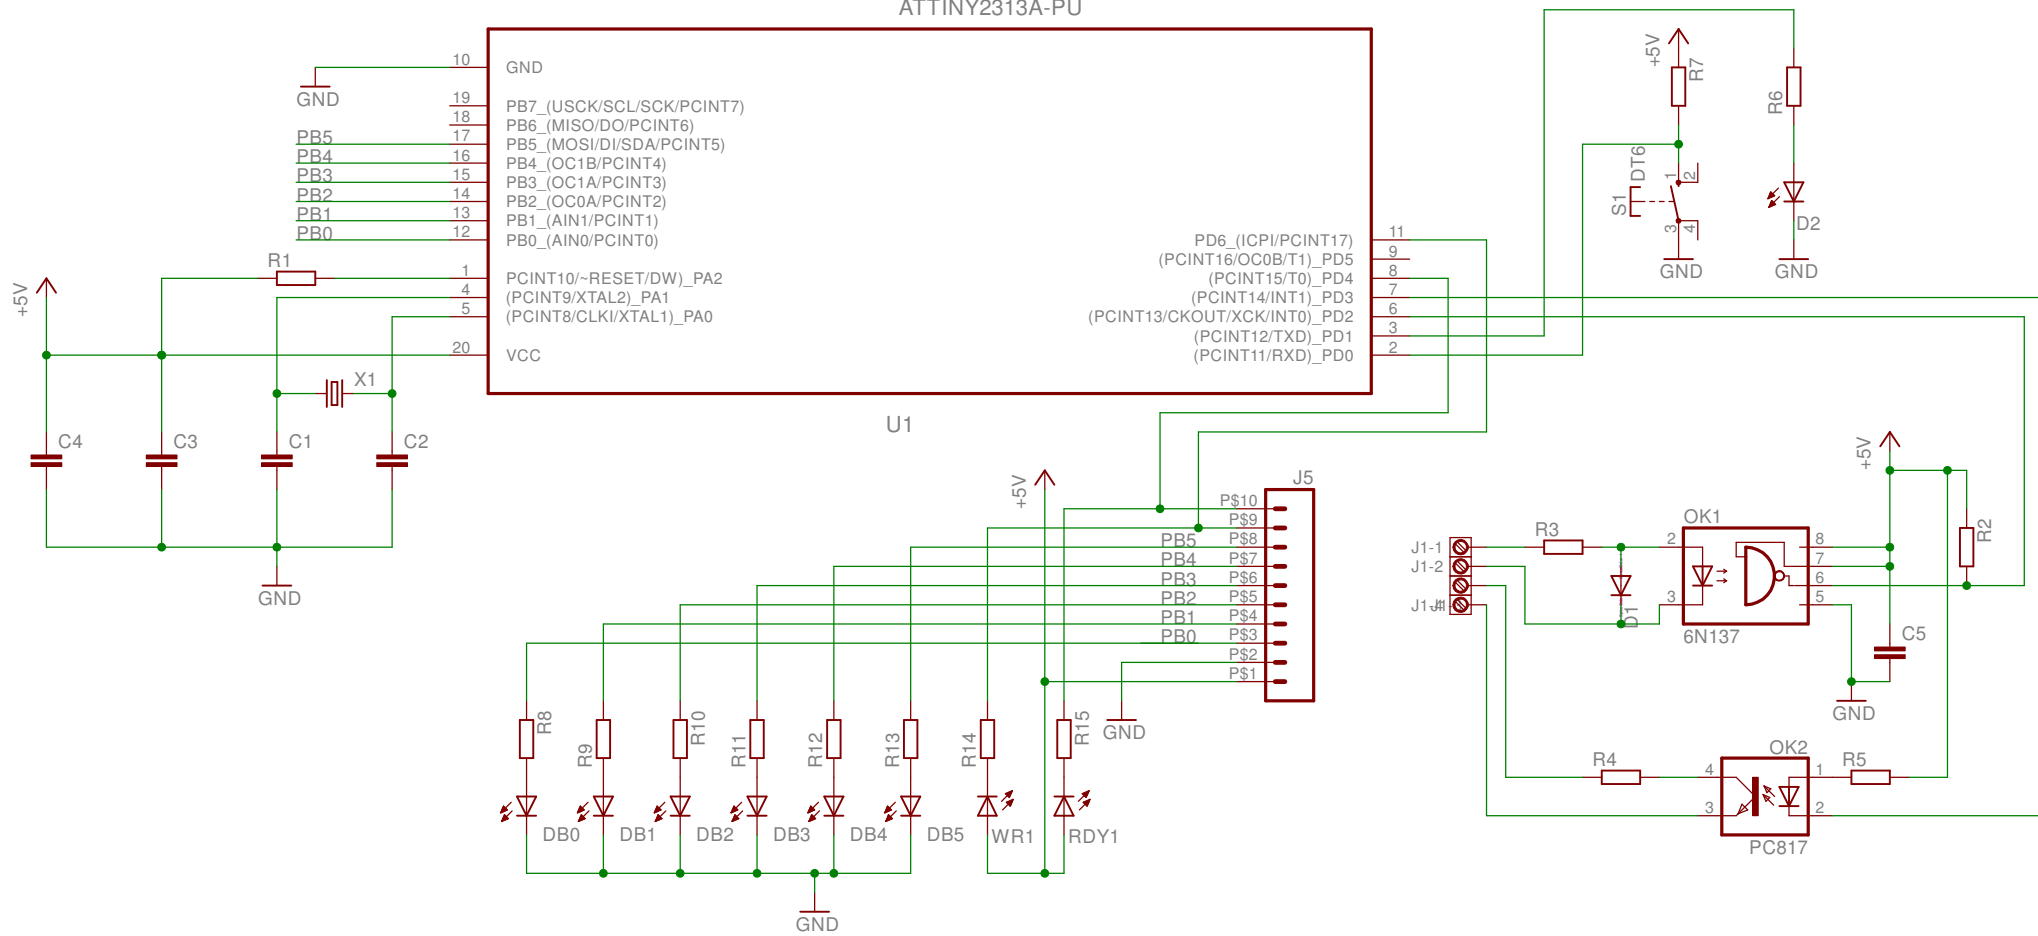 ATTINY2313A-PU
10 GND
GND
19 PB7_(USCK/SCL/SCK/PCINT7)
18 PB6_(MISO/DO/PCINT6)
PB5 17 PB5_(MOSI/DI/SDA/PCINT5)
PB4 16 PB4_(OC1B/PCINT4)
PB3 15 PB3_(OC1A/PCINT3)
PB2 14 PB2_(OC0A/PCINT2)
PB1 13 PB1_(AIN1/PCINT1)
PB0 12 PB0_(AIN0/PCINT0)
R1 1 PCINT10/~RESET/DW)_PA2
4 (PCINT9/XTAL2)_PA1
5 (PCINT8/CLKI/XTAL1)_PA0
20 VCC
+5V
X1
C4 C3 C1 C2
GND
PD6_(ICPI/PCINT17) 11
(PCINT16/OC0B/T1)_PD5 9
(PCINT15/T0)_PD4 8
(PCINT14/INT1)_PD3 7
(PCINT13/CKOUT/XCK/INT0)_PD2 6
(PCINT12/TXD)_PD1 3
(PCINT11/RXD)_PD0 2
U1
+5V
R7
R6
S1
DT6
1 2
3 4
D2
GND
GND
+5V
J5
P$10
P$9
PB5 P$8
PB4 P$7
PB3 P$6
PB2 P$5
PB1 P$4
PB0 P$3
P$2
P$1
GND
R8 R9 R10 R11 R12 R13 R14 R15
DB0 DB1 DB2 DB3 DB4 DB5 WR1 RDY1
GND
+5V
J1-1
J1-2
J1-4
R3
D1
OK1
2 8
7
6
3 5
6N137
R2
C5
GND
OK2
R4 4 1 R5
3 2
PC817